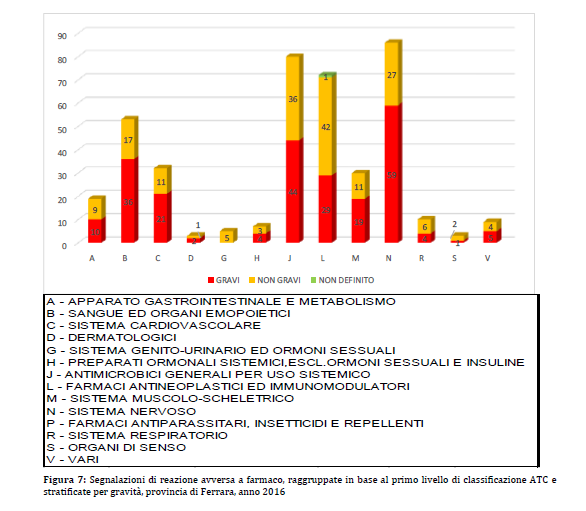 90
80
70
60
50
40
30
20
10
0
9
10
17
11
21
1
2
5
3
4
36
1
42
29
11
19
27
6
4
2
1
4
5
A B C D G H J L M N R S V
GRAVI NON GRAVI NON DEFINITO
A - APPARATO GASTROINTESTINALE E METABOLISMO
B - SANGUE ED ORGANI EMOPOIETICI
C - SISTEMA CARDIOVASCOLARE
D - DERMATOLOGICI
G - SISTEMA GENITO-URINARIO ED ORMONI SESSUALI
H - PREPARATI ORMONALI SISTEMICI,ESCL.ORMONI SESSUALI E INSULINE
J - ANTIMICROBICI GENERALI PER USO SISTEMICO
L - FARMACI ANTINEOPLASTICI ED IMMUNOMODULATORI
M - SISTEMA MUSCOLO-SCHELETRICO
N - SISTEMA NERVOSO
P - FARMACI ANTIPARASSITARI, INSETTICIDI E REPELLENTI
R - SISTEMA RESPIRATORIO
S - ORGANI DI SENSO
V - VARI
Figura 7: Segnalazioni di reazione avversa a farmaco, raggruppate in base al primo livello di classificazione ATC e
stratificate per gravità, provincia di Ferrara, anno 2016